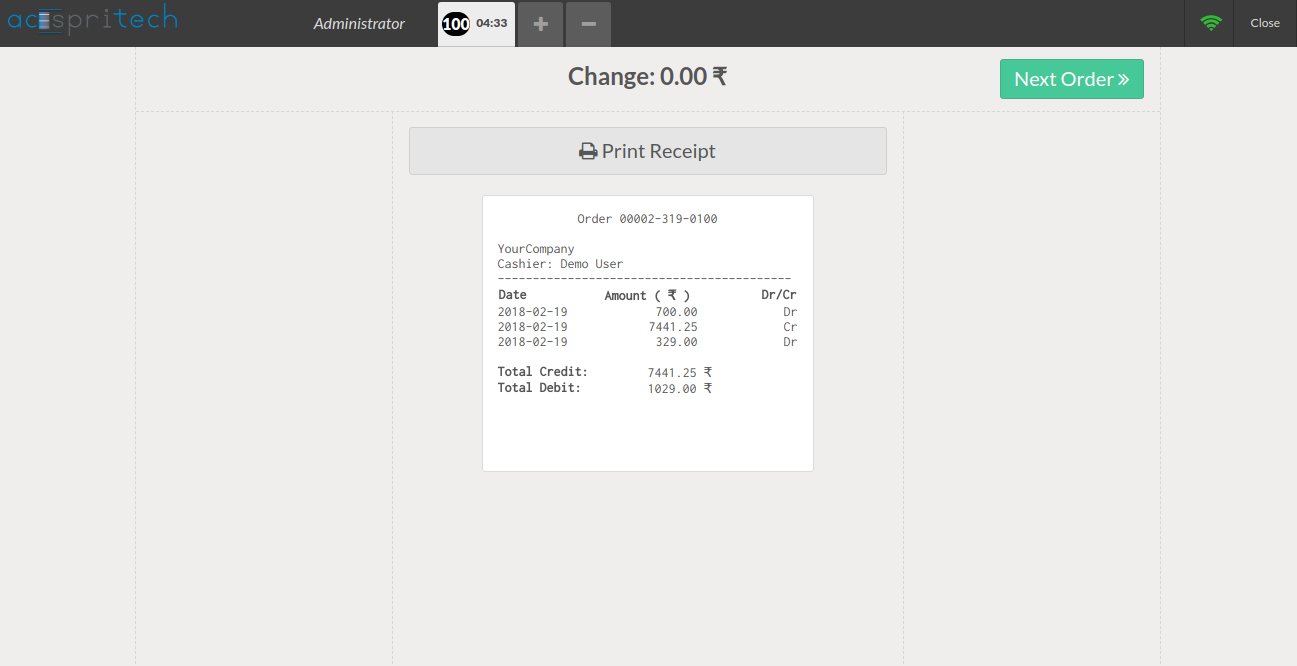 acespritech Administrator 100 04:33 + − Close
Change: 0.00 ₹ Next Order »
Print Receipt
Order 00002-319-0100
YourCompany
Cashier: Demo User
------------------------------------------
Date Amount ( ₹ ) Dr/Cr
2018-02-19 700.00 Dr
2018-02-19 7441.25 Cr
2018-02-19 329.00 Dr
Total Credit: 7441.25 ₹
Total Debit: 1029.00 ₹